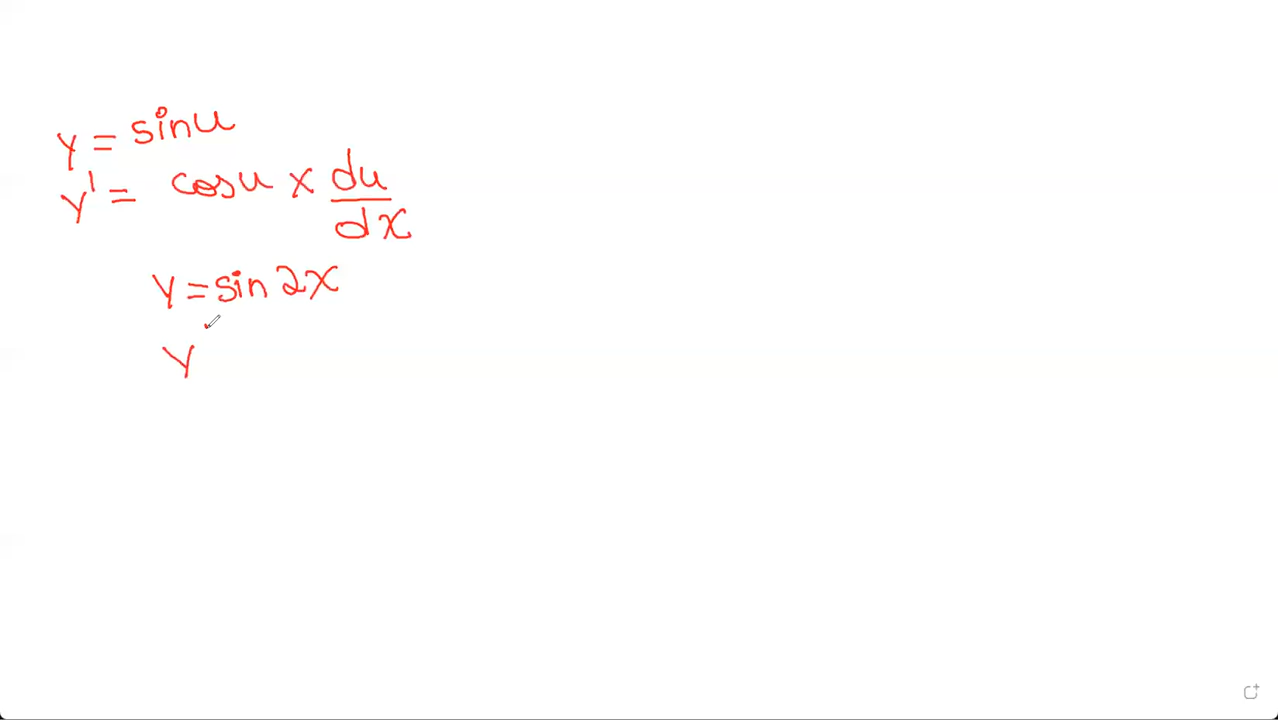 y = sinu
y' = cosu x du/dx
y = sin 2x
y